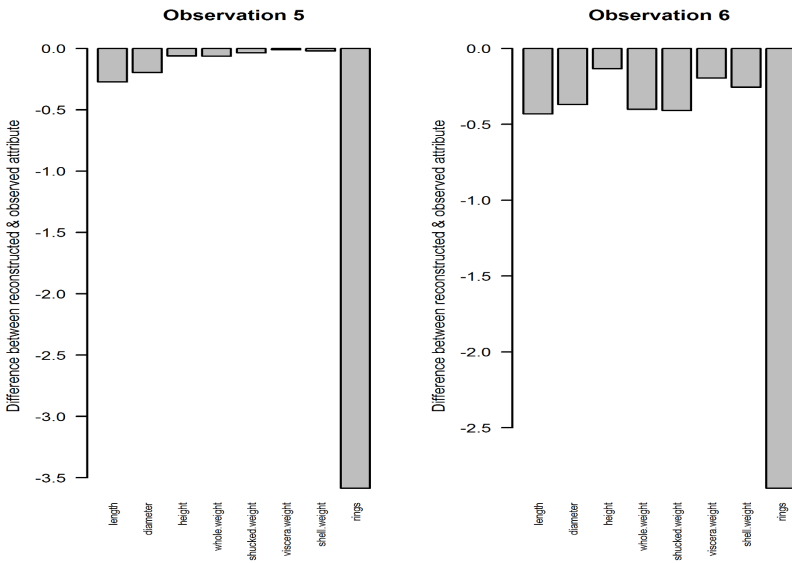 Observation 5
Difference between reconstructed & observed attribute
0.0
-0.5
-1.0
-1.5
-2.0
-2.5
-3.0
-3.5
length
diameter
height
whole.weight
shucked.weight
viscera.weight
shell.weight
rings
Observation 6
Difference between reconstructed & observed attribute
0.0
-0.5
-1.0
-1.5
-2.0
-2.5
length
diameter
height
whole.weight
shucked.weight
viscera.weight
shell.weight
rings